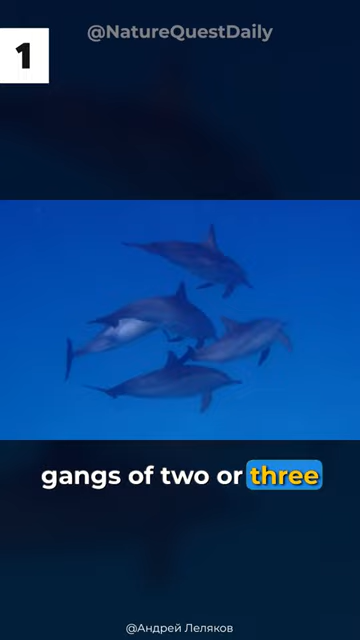 @NatureQuestDaily
1
gangs of two or three
@Андрей Леляков